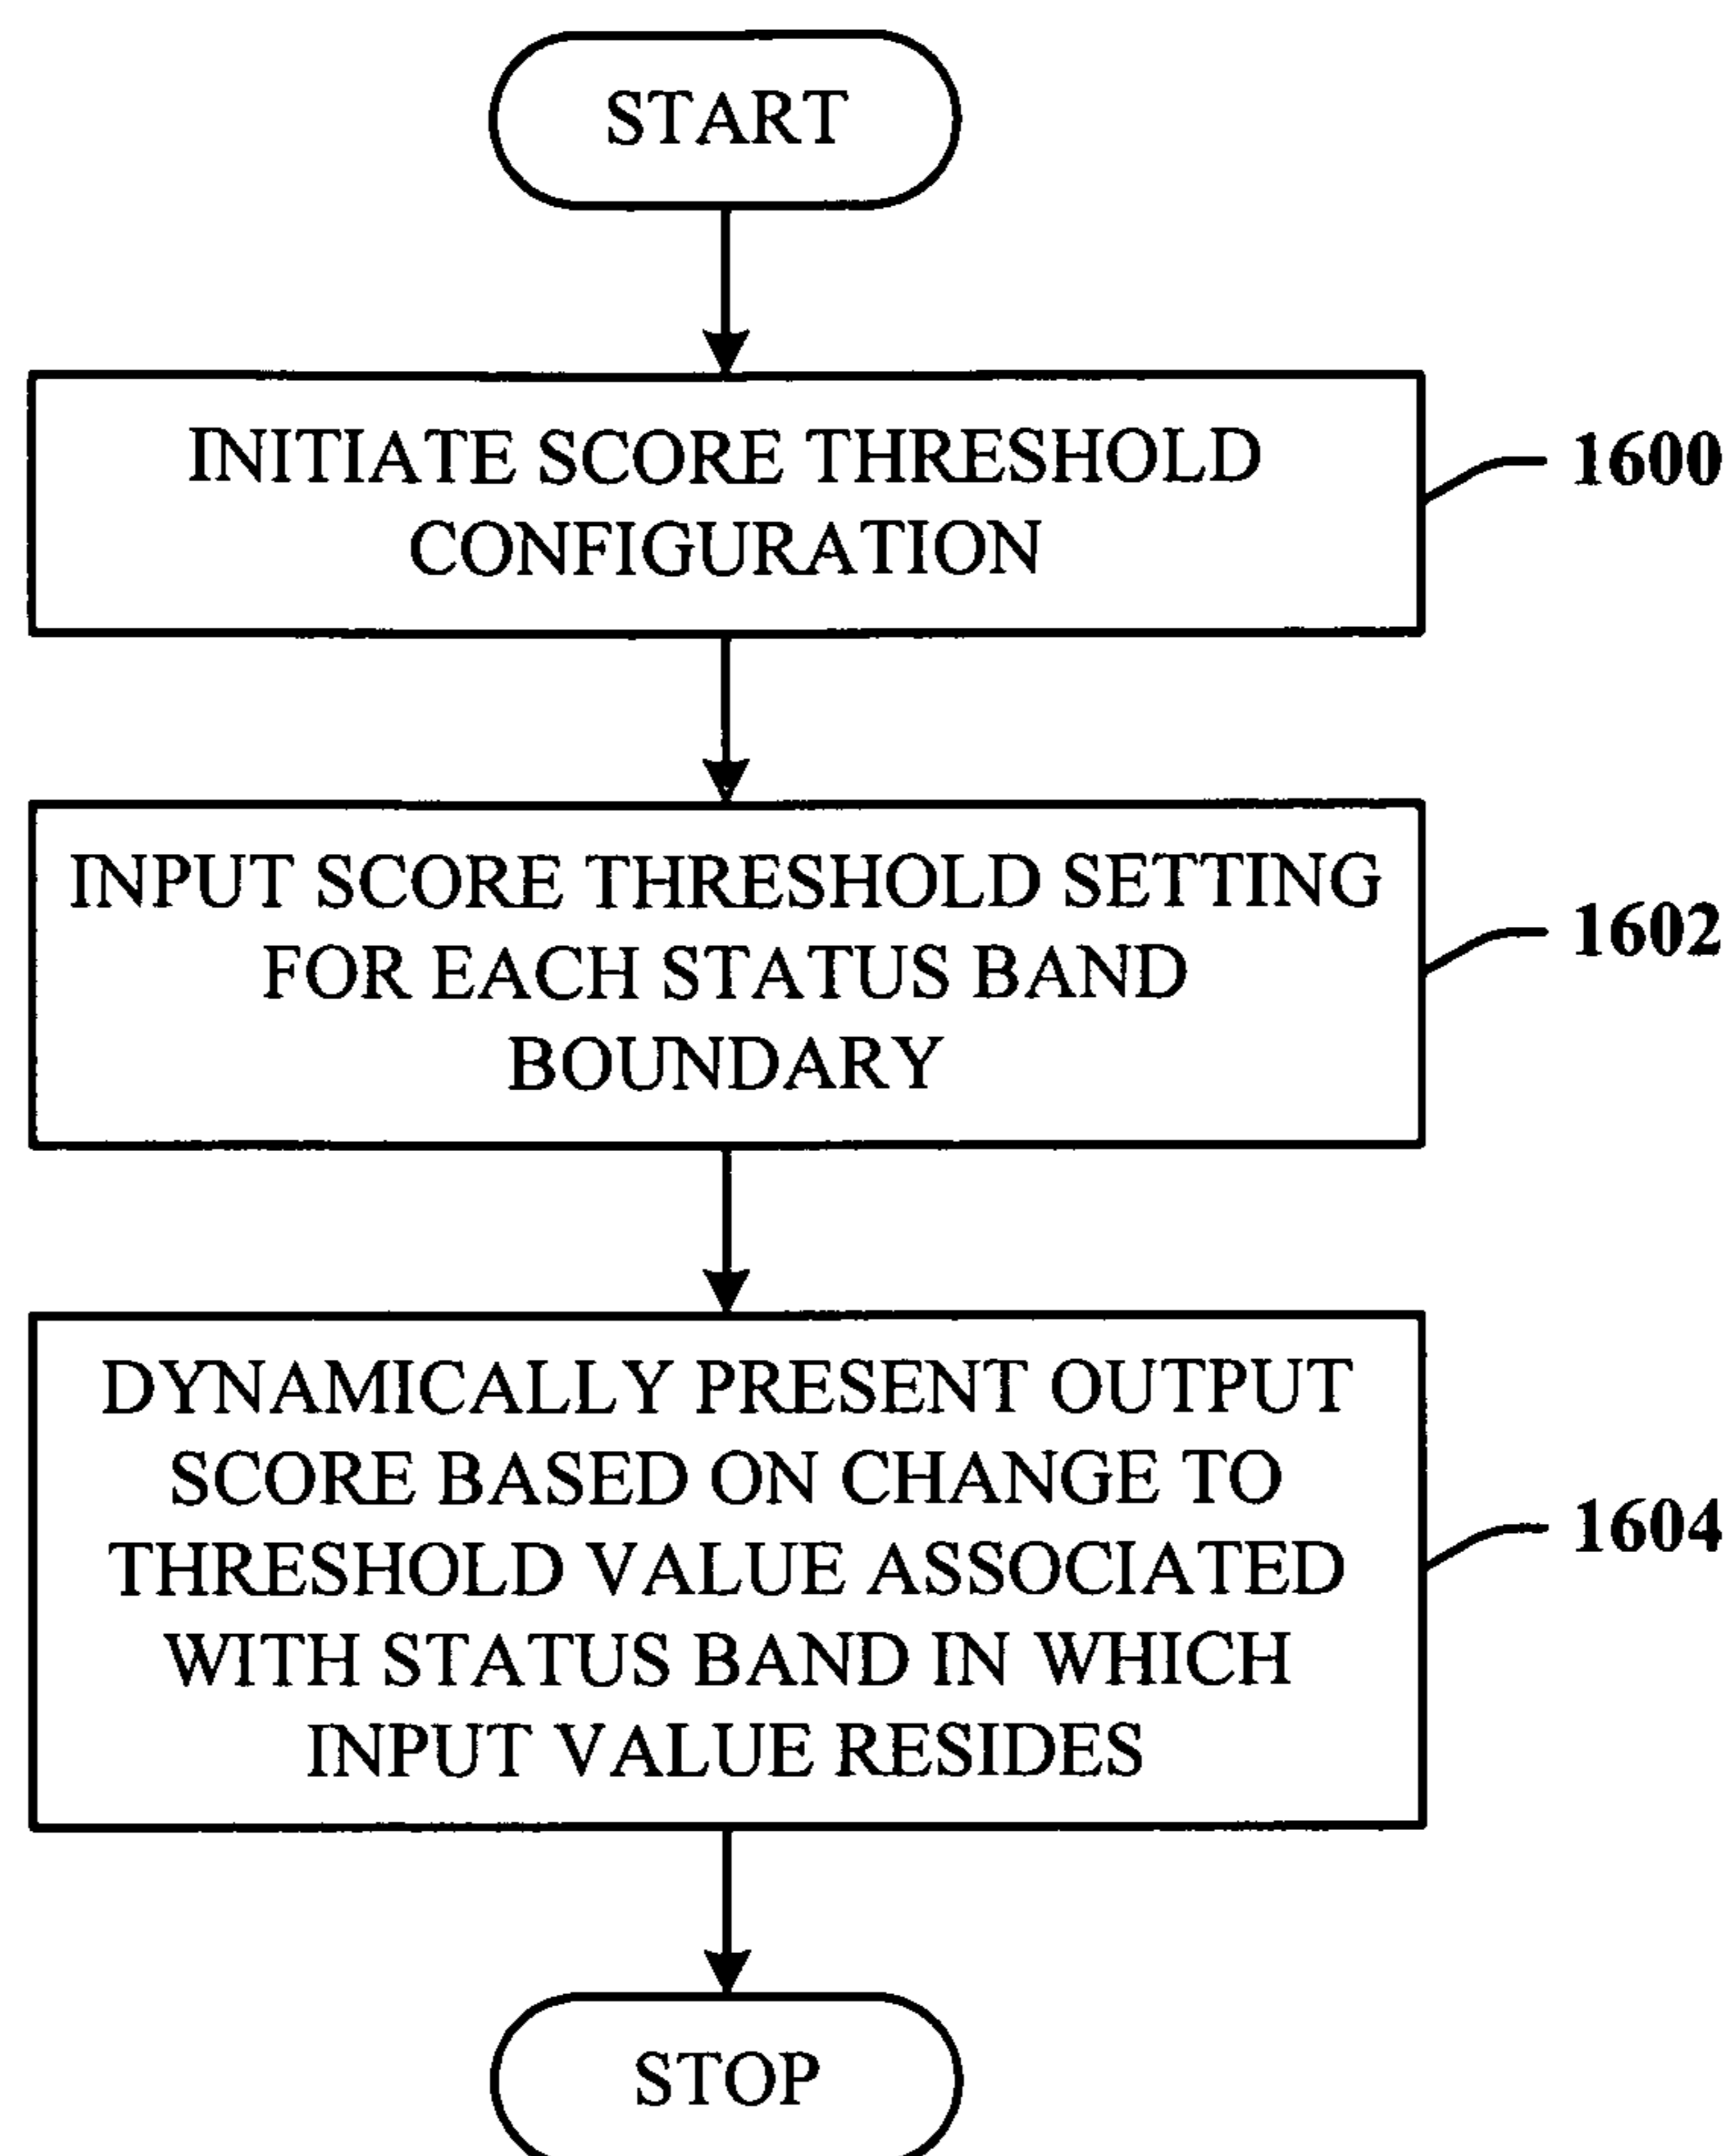 START
INITIATE SCORE THRESHOLD
CONFIGURATION
1600
INPUT SCORE THRESHOLD SETTING
FOR EACH STATUS BAND
BOUNDARY
1602
DYNAMICALLY PRESENT OUTPUT
SCORE BASED ON CHANGE TO
THRESHOLD VALUE ASSOCIATED
WITH STATUS BAND IN WHICH
INPUT VALUE RESIDES
1604
STOP